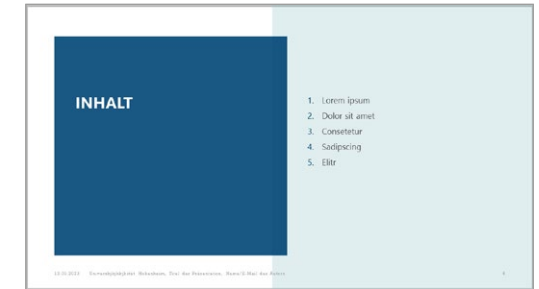 INHALT
1. Lorem ipsum
2. Dolor sit amet
3. Consetetur
4. Sadipscing
5. Elitr